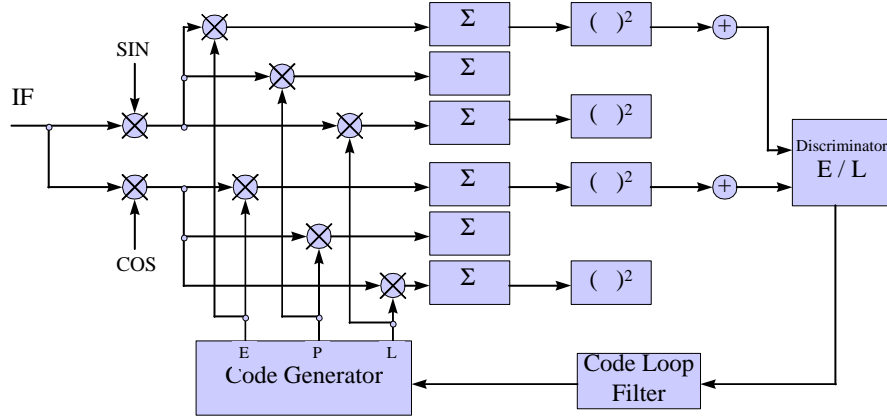 Σ
( )²
+
SIN
Σ
IF
Σ
( )²
Discriminator
E / L
Σ
( )²
+
Σ
COS
Σ
( )²
E P L
Code Generator
Code Loop
Filter